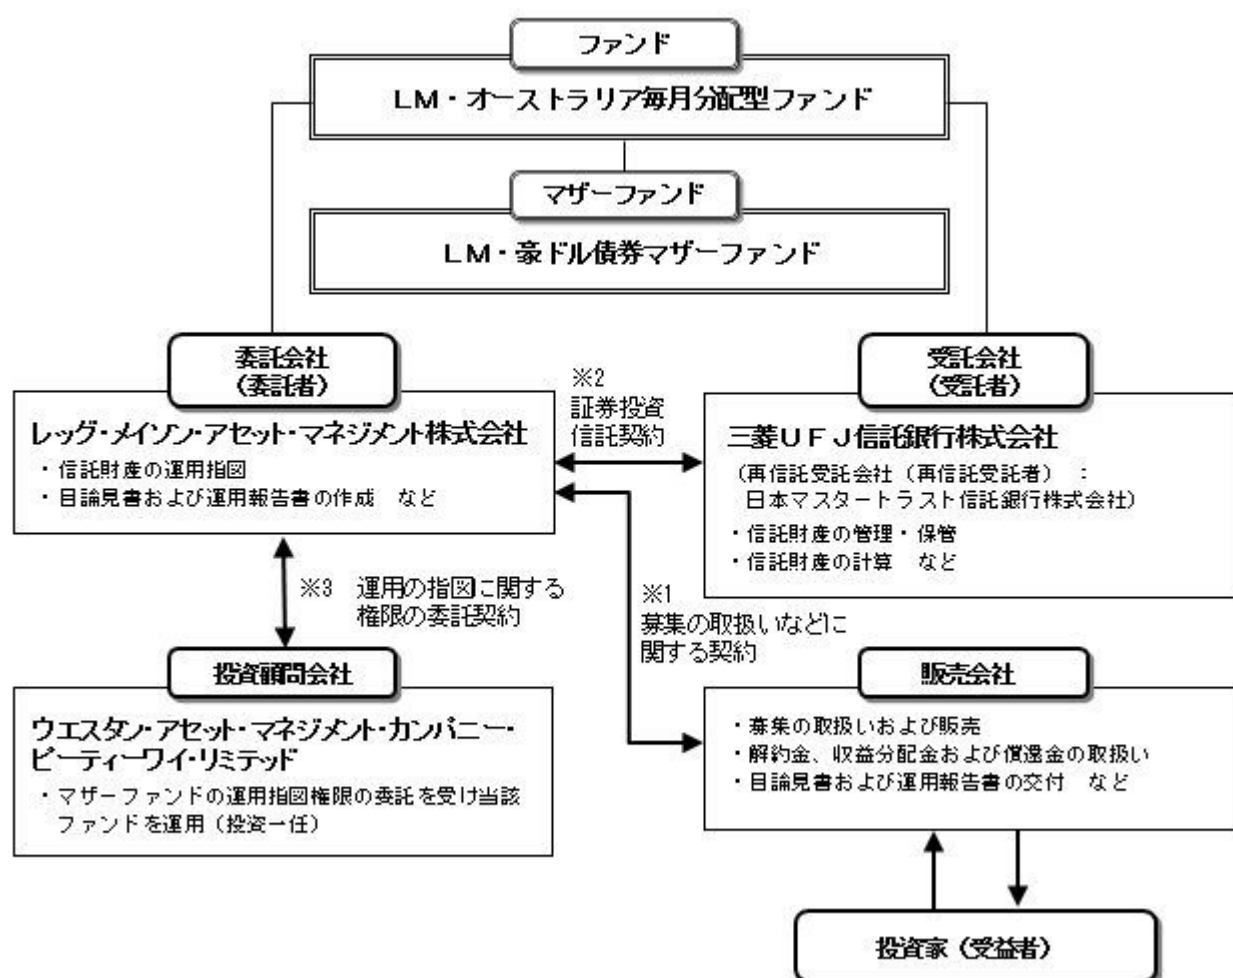 ファンド
LM・オーストラリア毎月分配型ファンド
マザーファンド
LM・豪ドル債券マザーファンド
委託会社
(委託者)
レッグ・メイソン・アセット・マネジメント株式会社
・信託財産の運用指図
・目論見書および運用報告書の作成 など
※2
証券投資
信託契約
受託会社
(受託者)
三菱UFJ信託銀行株式会社
(再信託受託会社(再信託受託者) :
日本マスタートラスト信託銀行株式会社)
・信託財産の管理・保管
・信託財産の計算 など
※3 運用の指図に関する
権限の委託契約
※1
募集の取扱いなどに
関する契約
投資顧問会社
ウエスタン・アセット・マネジメント・カンパニー・
ピーティーワイ・リミテッド
・マザーファンドの運用指図権限の委託を受け当該
ファンドを運用(投資一任)
販売会社
・募集の取扱いおよび販売
・解約金、収益分配金および償還金の取扱い
・目論見書および運用報告書の交付 など
投資家(受益者)